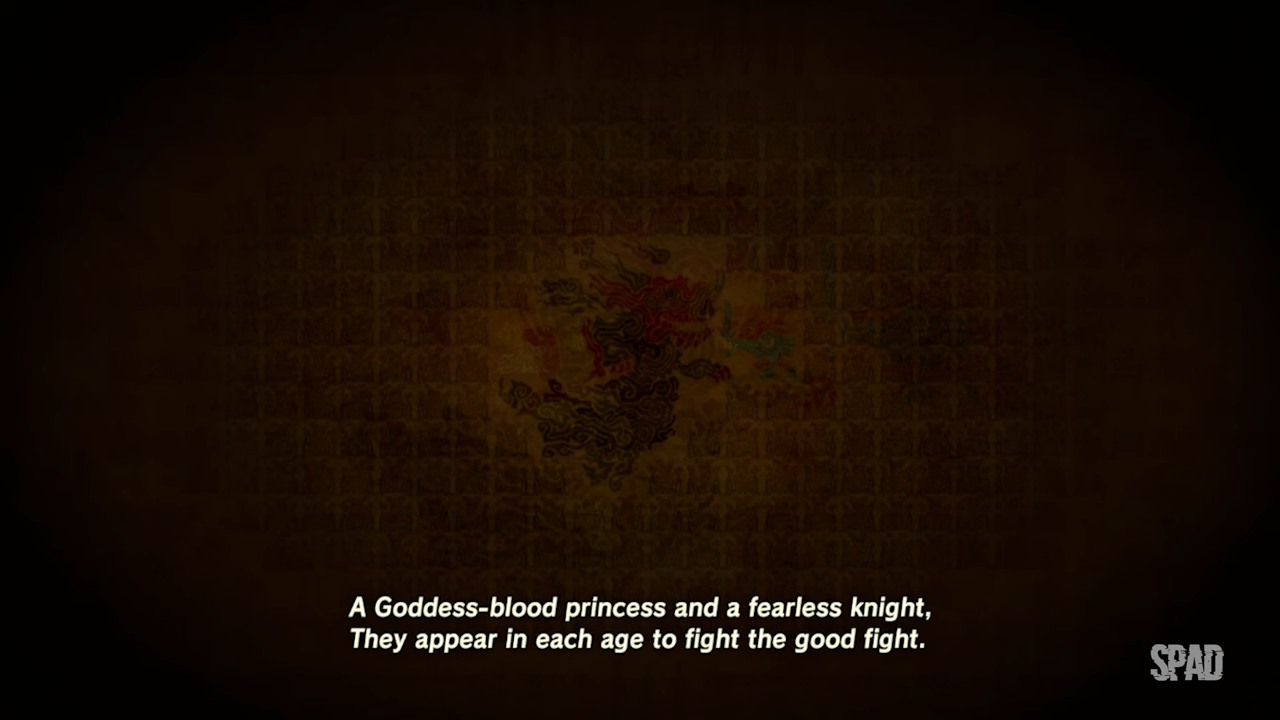 A Goddess-blood princess and a fearless knight,
They appear in each age to fight the good fight.
SPAD